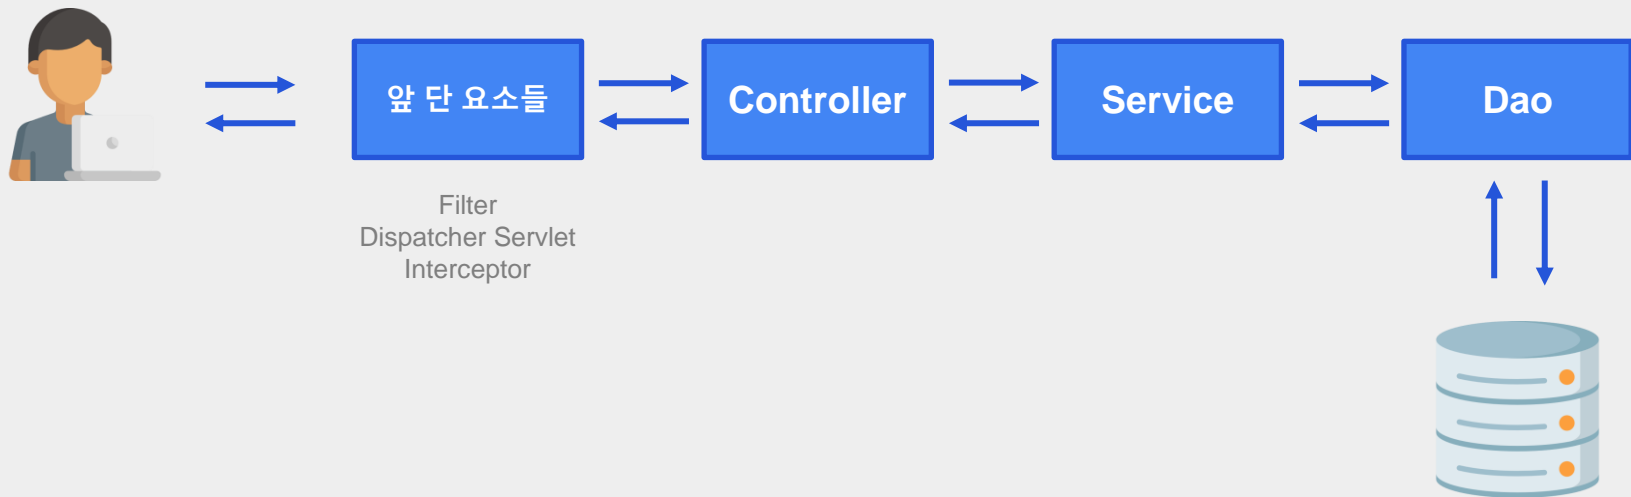 앞 단 요소들
Controller
Service
Dao
Filter
Dispatcher Servlet
Interceptor